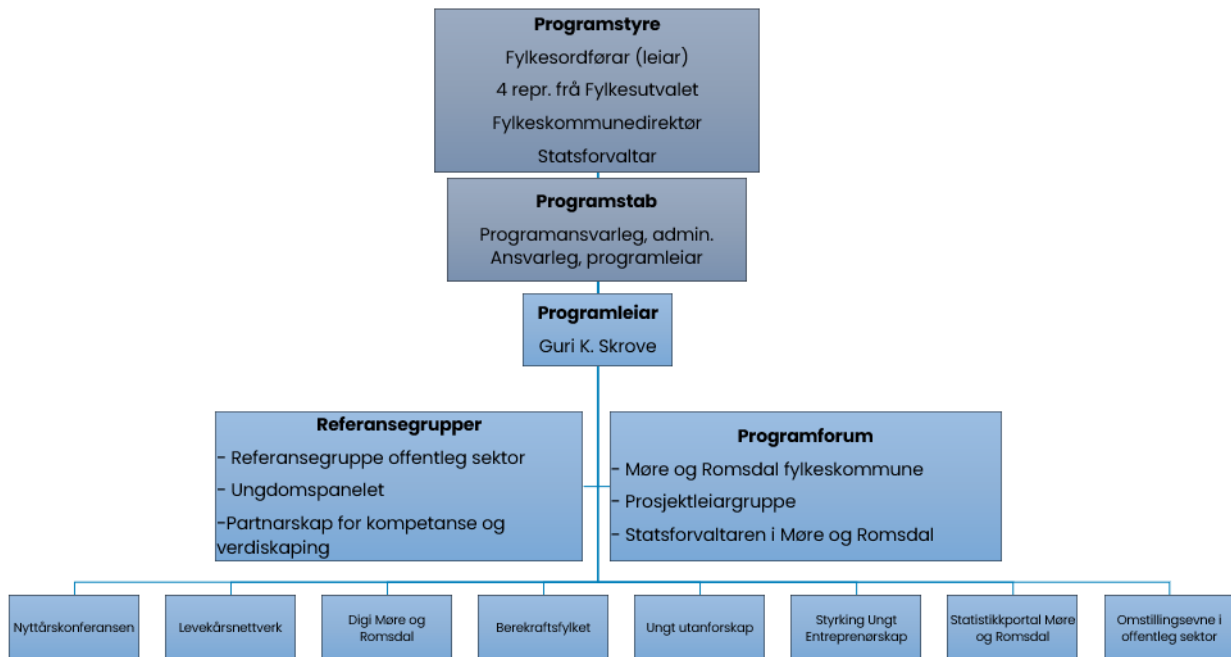 Programstyre
Fylkesordførar (leiar)
4 repr. frå Fylkesutvalet
Fylkeskommunedirektør
Statsforvaltar
Programstab
Programansvarleg, admin.
Ansvarleg, programleiar
Programleiar
Guri K. Skrove
Referansegrupper
- Referansegruppe offentleg sektor
- Ungdomspanelet
-Partnarskap for kompetanse og
verdiskaping
Programforum
- Møre og Romsdal fylkeskommune
- Prosjektleiargruppe
- Statsforvaltaren i Møre og Romsdal
Nyttårskonferansen
Levekårsnettverk
Digi Møre og
Romsdal
Berekraftsfylket
Ungt utanforskap
Styrking Ungt
Entreprenørskap
Statistikkportal Møre
og Romsdal
Omstillingsevne i
offentleg sektor